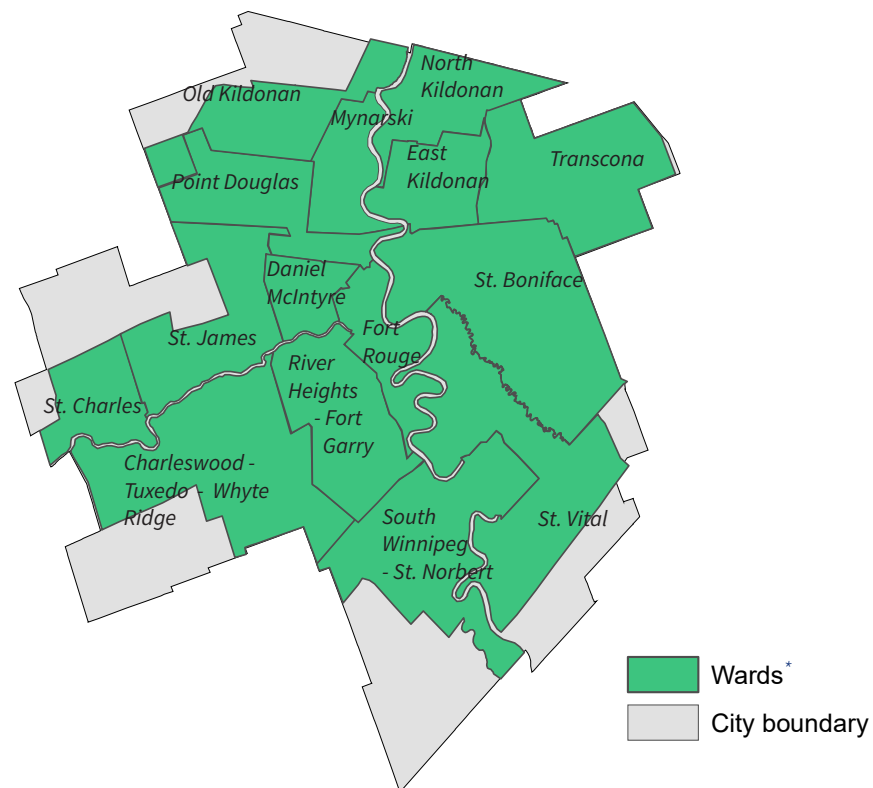 North
Kildonan
Old Kildonan
Mynarski
East
Kildonan
Transcona
Point Douglas
Daniel
McIntyre
St. Boniface
Fort
Rouge
St. James
River
Heights
- Fort
Garry
St. Charles
Charleswood -
Tuxedo - Whyte
Ridge
South
Winnipeg
- St. Norbert
St. Vital
Wards*
City boundary